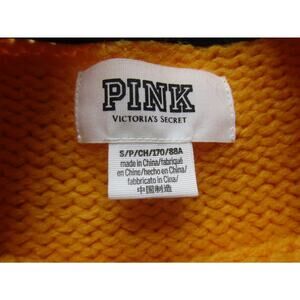 PINK
VICTORIA'S SECRET
S/P/CH/170/88A
made in China/fabriqué
en Chine/hecho en China/
fabbricato in Cina/
中国制造